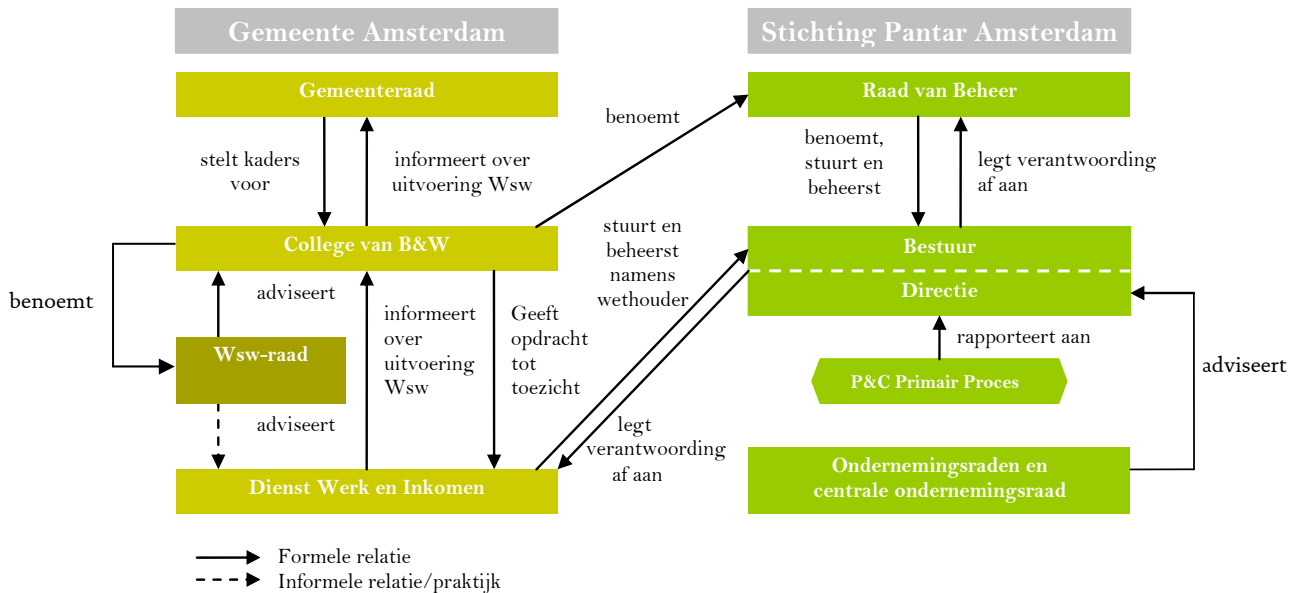 Gemeente Amsterdam
Stichting Pantar Amsterdam
Gemeenteraad
Raad van Beheer
benoemt
stelt kaders
voor
informeert over
uitvoering Wsw
benoemt,
stuurt en
beheerst
legt verantwoording
af aan
College van B&W
stuurt en
beheerst
namens
wethouder
Bestuur
Directie
benoemt
adviseert
informeert
over
uitvoering
Wsw
Geeft
opdracht
tot
toezicht
Wsw-raad
rapporteert aan
P&C Primair Proces
adviseert
adviseert
legt
verantwoording
af aan
Dienst Werk en Inkomen
Ondernemingsraden en
centrale ondernemingsraad
Formele relatie
Informele relatie/praktijk